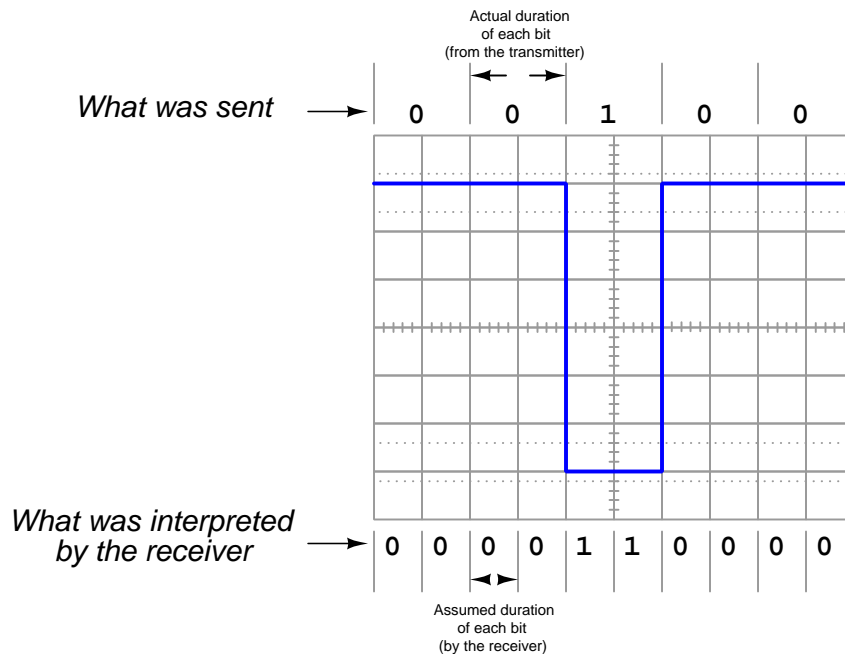 Actual duration
of each bit
(from the transmitter)
What was sent
0 0 1 0 0
What was interpreted
by the receiver
0 0 0 0 1 1 0 0 0 0
Assumed duration
of each bit
(by the receiver)